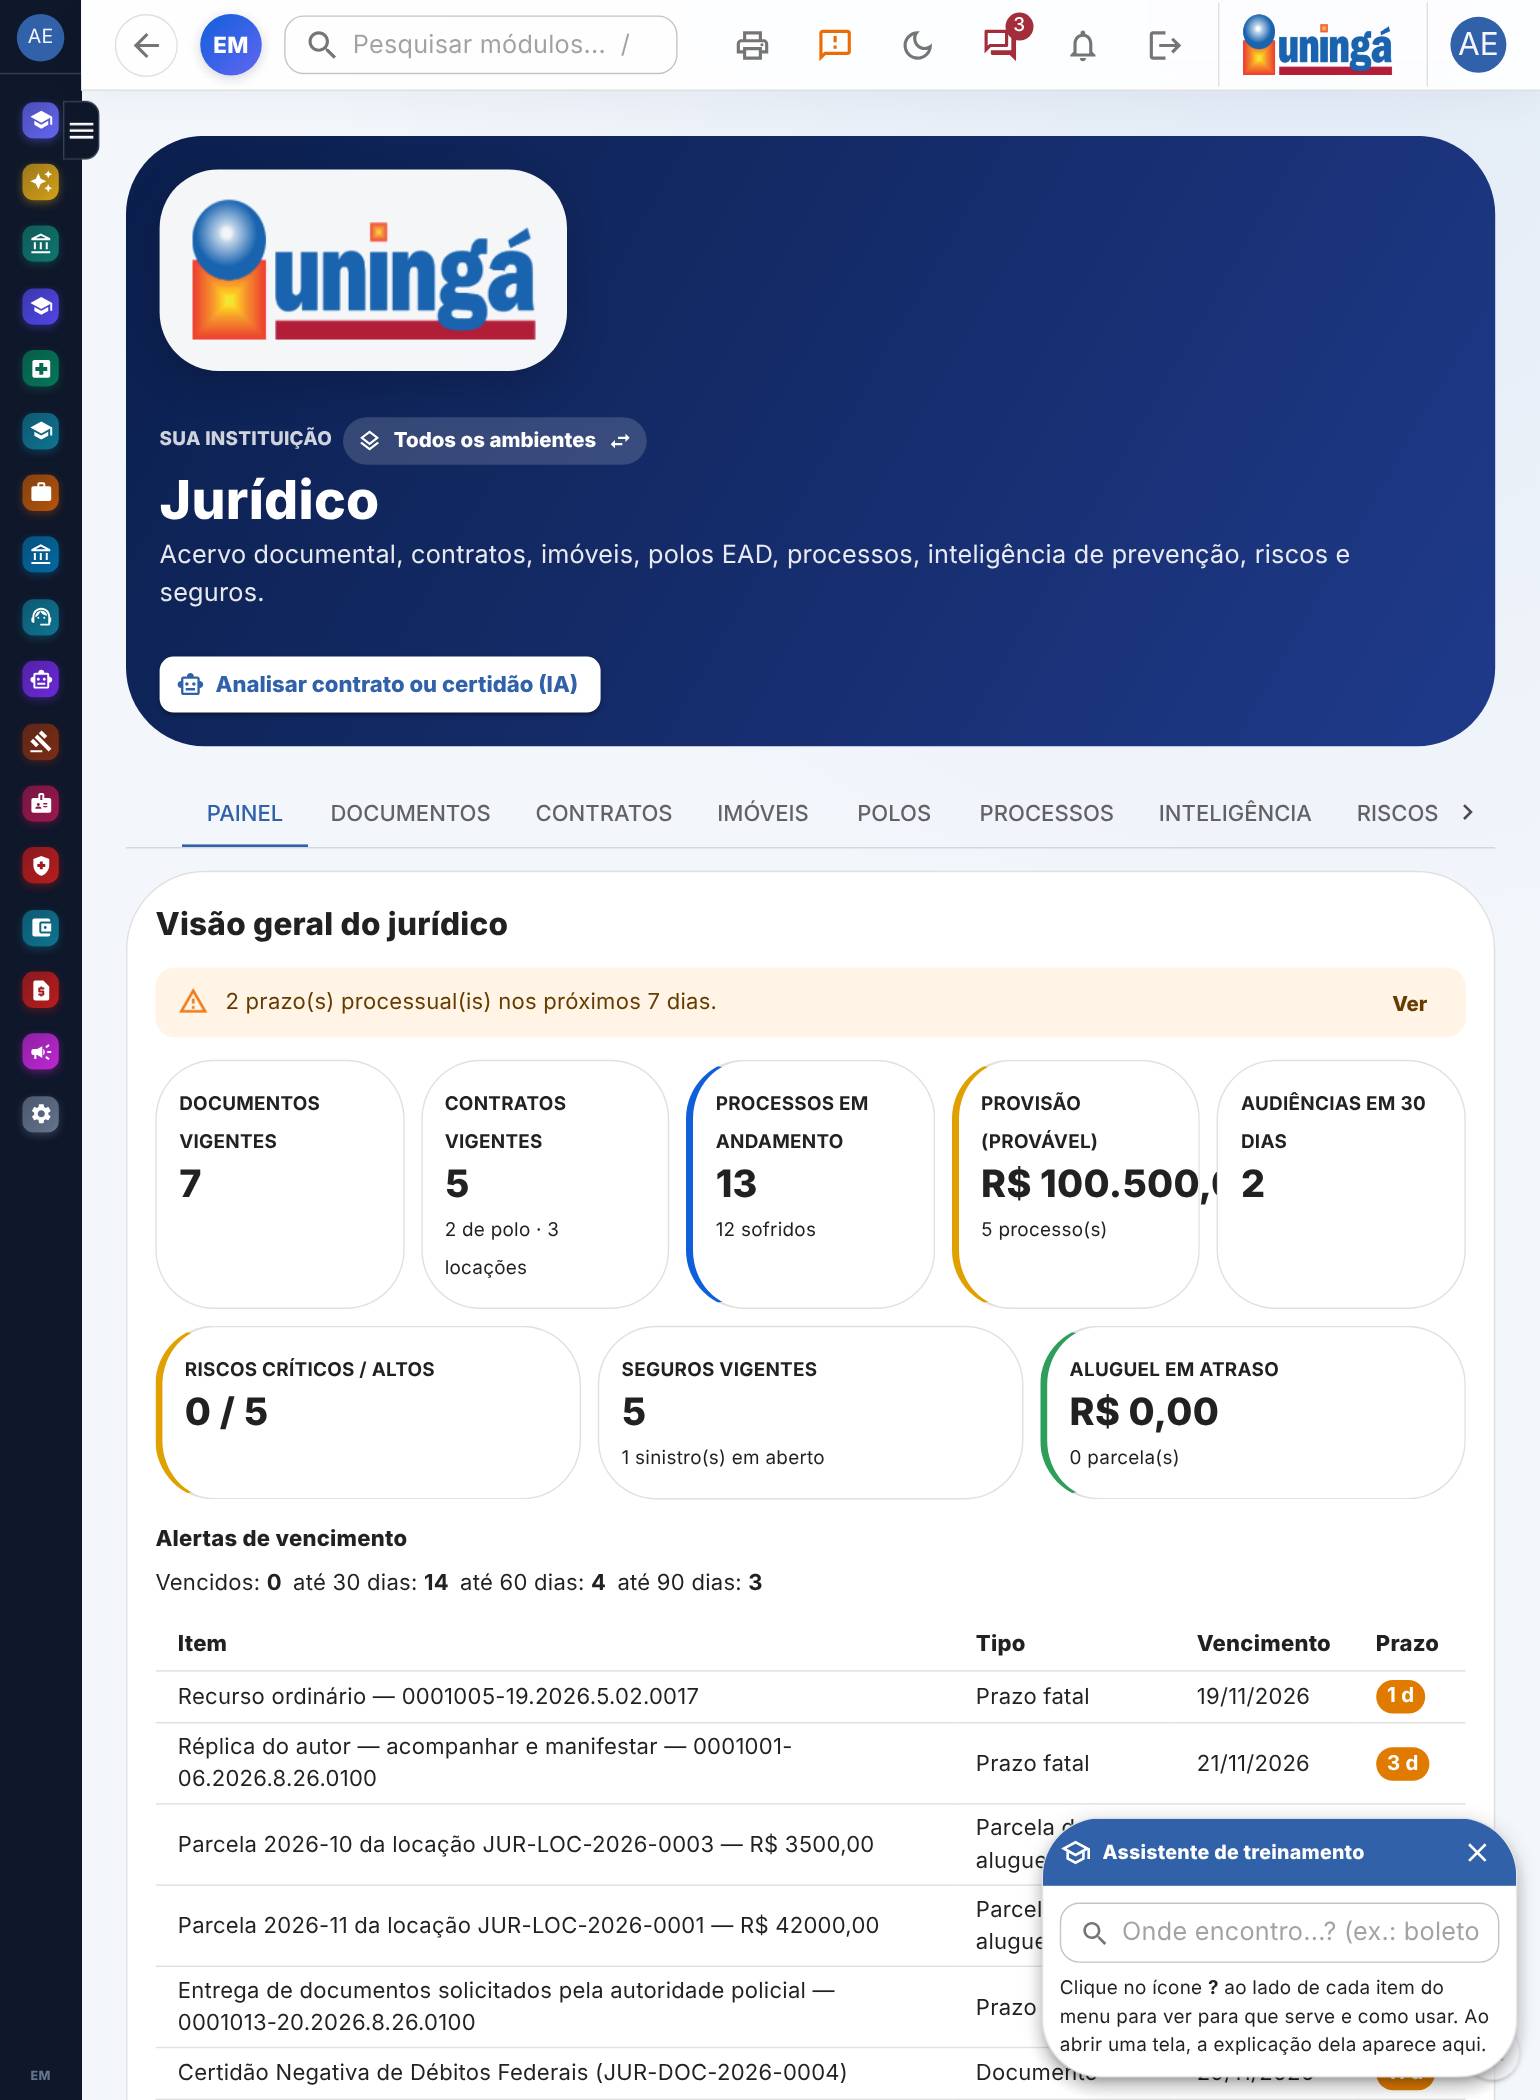 AE
EM
Pesquisar módulos... /
3
uningá
AE
uningá
SUA INSTITUIÇÃO
Todos os ambientes
Jurídico
Acervo documental, contratos, imóveis, polos EAD, processos, inteligência de prevenção, riscos e
seguros.
Analisar contrato ou certidão (IA)
PAINEL
DOCUMENTOS
CONTRATOS
IMÓVEIS
POLOS
PROCESSOS
INTELIGÊNCIA
RISCOS
Visão geral do jurídico
2 prazo(s) processual(is) nos próximos 7 dias.
Ver
DOCUMENTOS
VIGENTES
7
CONTRATOS
VIGENTES
5
2 de polo · 3
locações
PROCESSOS EM
ANDAMENTO
13
12 sofridos
PROVISÃO
(PROVÁVEL)
R$ 100.500,
5 processo(s)
AUDIÊNCIAS EM 30
DIAS
2
RISCOS CRÍTICOS / ALTOS
0 / 5
SEGUROS VIGENTES
5
1 sinistro(s) em aberto
ALUGUEL EM ATRASO
R$ 0,00
0 parcela(s)
Alertas de vencimento
Vencidos: 0 até 30 dias: 14 até 60 dias: 4 até 90 dias: 3
Item Tipo Vencimento Prazo
Recurso ordinário — 0001005-19.2026.5.02.0017 Prazo fatal 19/11/2026 1 d
Réplica do autor — acompanhar e manifestar — 0001001-
06.2026.8.26.0100
Prazo fatal 21/11/2026 3 d
Parcela 2026-10 da locação JUR-LOC-2026-0003 — R$ 3500,00
Parcela
Parcela 2026-11 da locação JUR-LOC-2026-0001 — R$ 42000,00
Entrega de documentos solicitados pela autoridade policial —
0001013-20.2026.8.26.0100
Prazo
Certidão Negativa de Débitos Federais (JUR-DOC-2026-0004) Documento
Assistente de treinamento
Onde encontro...? (ex.: boleto
Clique no ícone ? ao lado de cada item do
menu para ver para que serve e como usar. Ao
abrir uma tela, a explicação dela aparece aqui.
EM